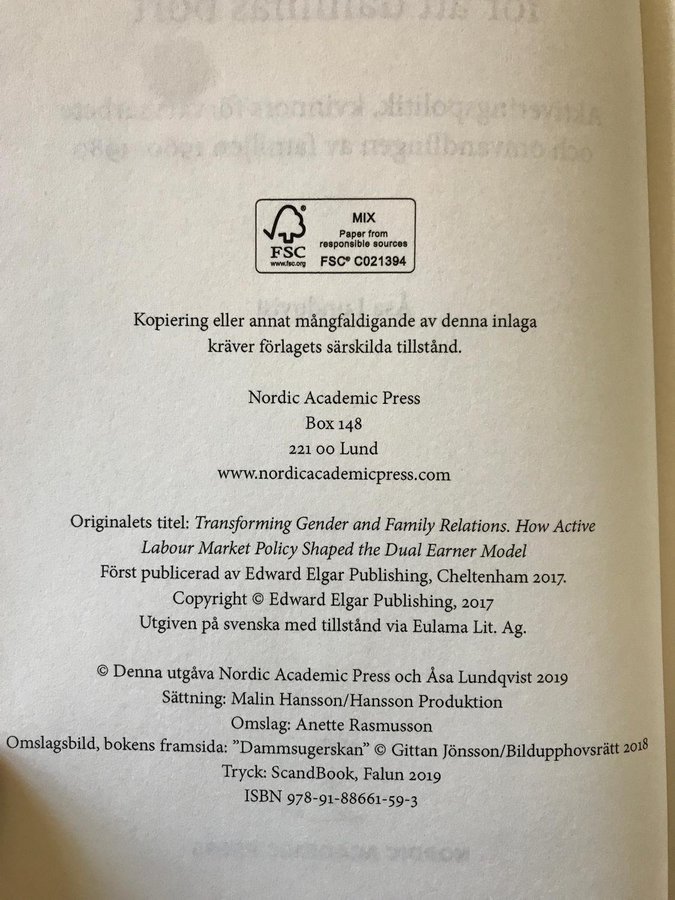 FSC®
www.fsc.org
MIX
Paper from
responsible sources
FSC® C021394
Kopiering eller annat mångfaldigande av denna inlaga
kräver förlagets särskilda tillstånd.
Nordic Academic Press
Box 148
221 00 Lund
www.nordicacademicpress.com
Originalets titel: Transforming Gender and Family Relations. How Active
Labour Market Policy Shaped the Dual Earner Model
Först publicerad av Edward Elgar Publishing, Cheltenham 2017.
Copyright © Edward Elgar Publishing, 2017
Utgiven på svenska med tillstånd via Eulama Lit. Ag.
© Denna utgåva Nordic Academic Press och Åsa Lundqvist 2019
Sättning: Malin Hansson/Hansson Produktion
Omslag: Anette Rasmusson
Omslagsbild, bokens framsida: ”Dammsugerskan” © Gittan Jönsson/Bildupphovsrätt 2018
Tryck: ScandBook, Falun 2019
ISBN 978-91-88661-59-3